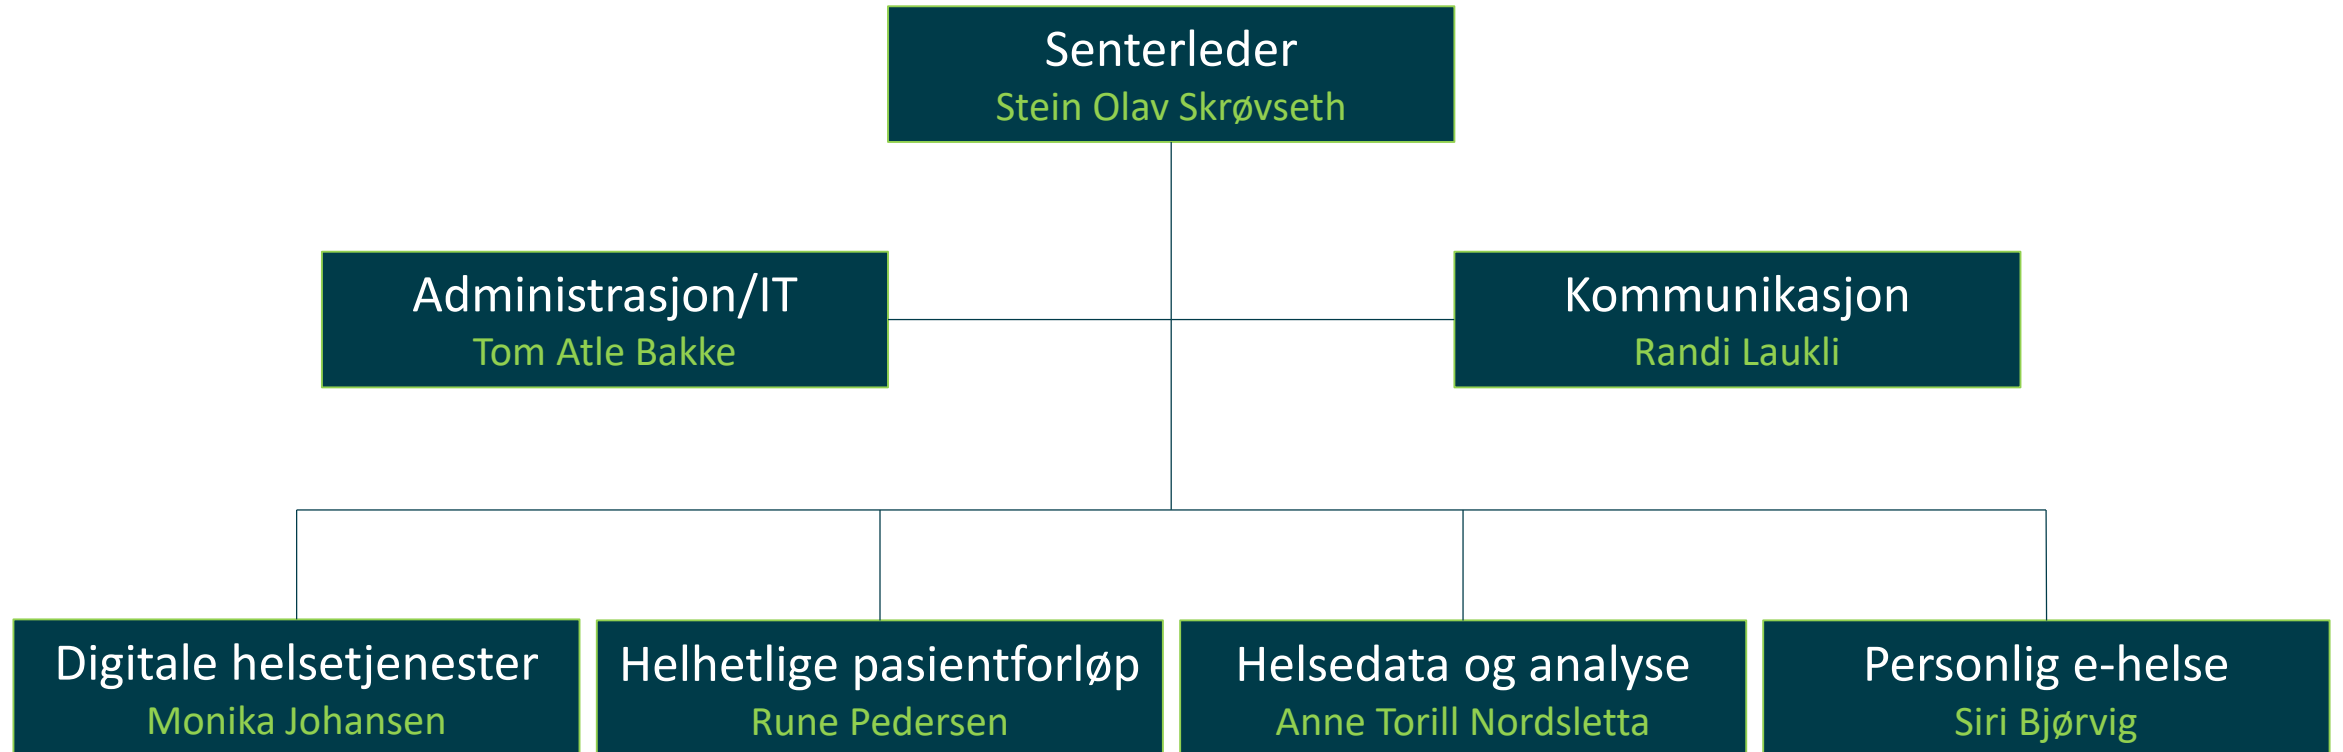 Senterleder
Stein Olav Skrøvseth
Administrasjon/IT
Tom Atle Bakke
Kommunikasjon
Randi Laukli
Digitale helsetjenester
Monika Johansen
Helhetlige pasientforløp
Rune Pedersen
Helsedata og analyse
Anne Torill Nordsletta
Personlig e-helse
Siri Bjørvig